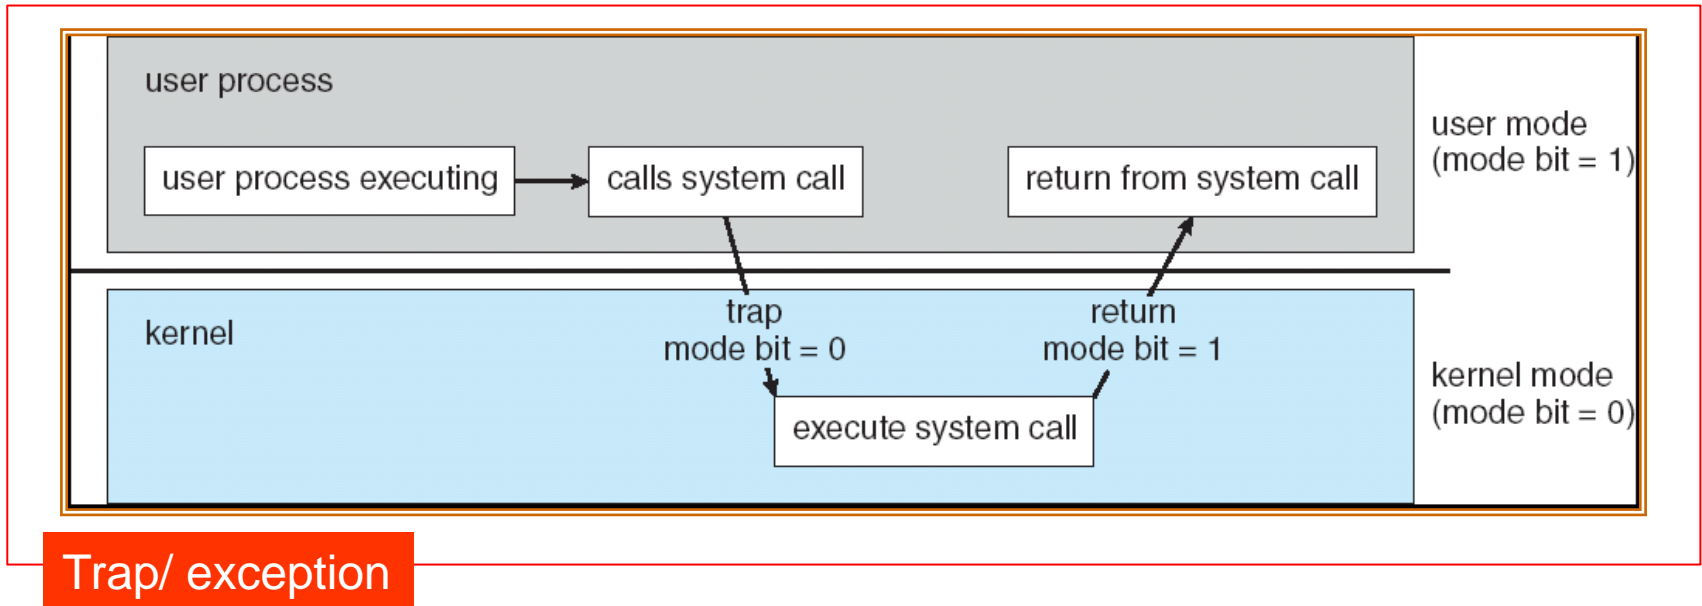 user process
user process executing
calls system call
return from system call
user mode
(mode bit = 1)
kernel
trap
mode bit = 0
return
mode bit = 1
execute system call
kernel mode
(mode bit = 0)
Trap/ exception